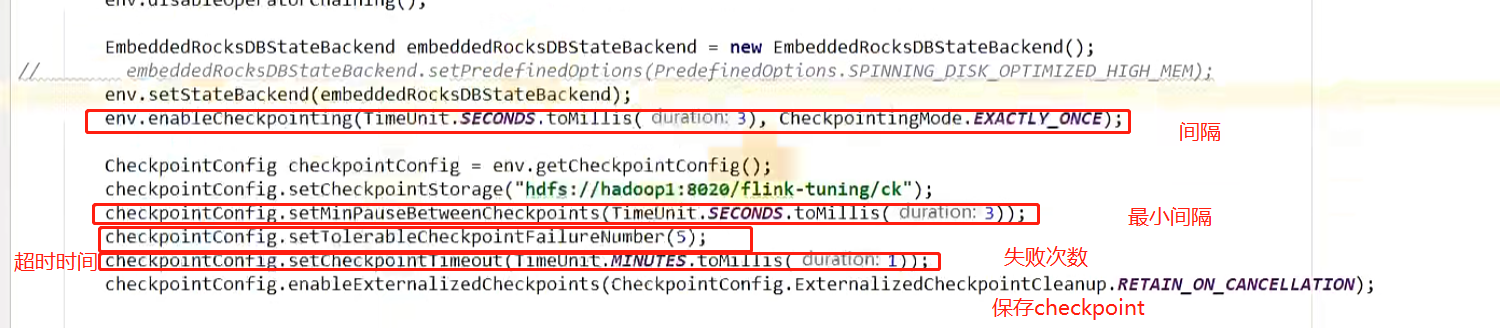 env.disableOperatorChaining();
EmbeddedRocksDBStateBackend embeddedRocksDBStateBackend = new EmbeddedRocksDBStateBackend();
// embeddedRocksDBStateBackend.setPredefinedOptions(PredefinedOptions.SPINNING_DISK_OPTIMIZED_HIGH_MEM);
env.setStateBackend(embeddedRocksDBStateBackend);
env.enableCheckpointing(TimeUnit.SECONDS.toMillis( duration: 3), CheckpointingMode.EXACTLY_ONCE);
间隔
CheckpointConfig checkpointConfig = env.getCheckpointConfig();
checkpointConfig.setCheckpointStorage("hdfs://hadoop1:8020/flink-tuning/ck");
checkpointConfig.setMinPauseBetweenCheckpoints(TimeUnit.SECONDS.toMillis( duration: 3));
最小间隔
checkpointConfig.setTolerableCheckpointFailureNumber(5);
失败次数
超时时间
checkpointConfig.setCheckpointTimeout(TimeUnit.MINUTES.toMillis( duration: 1));
checkpointConfig.enableExternalizedCheckpoints(CheckpointConfig.ExternalizedCheckpointCleanup.RETAIN_ON_CANCELLATION);
保存checkpoint